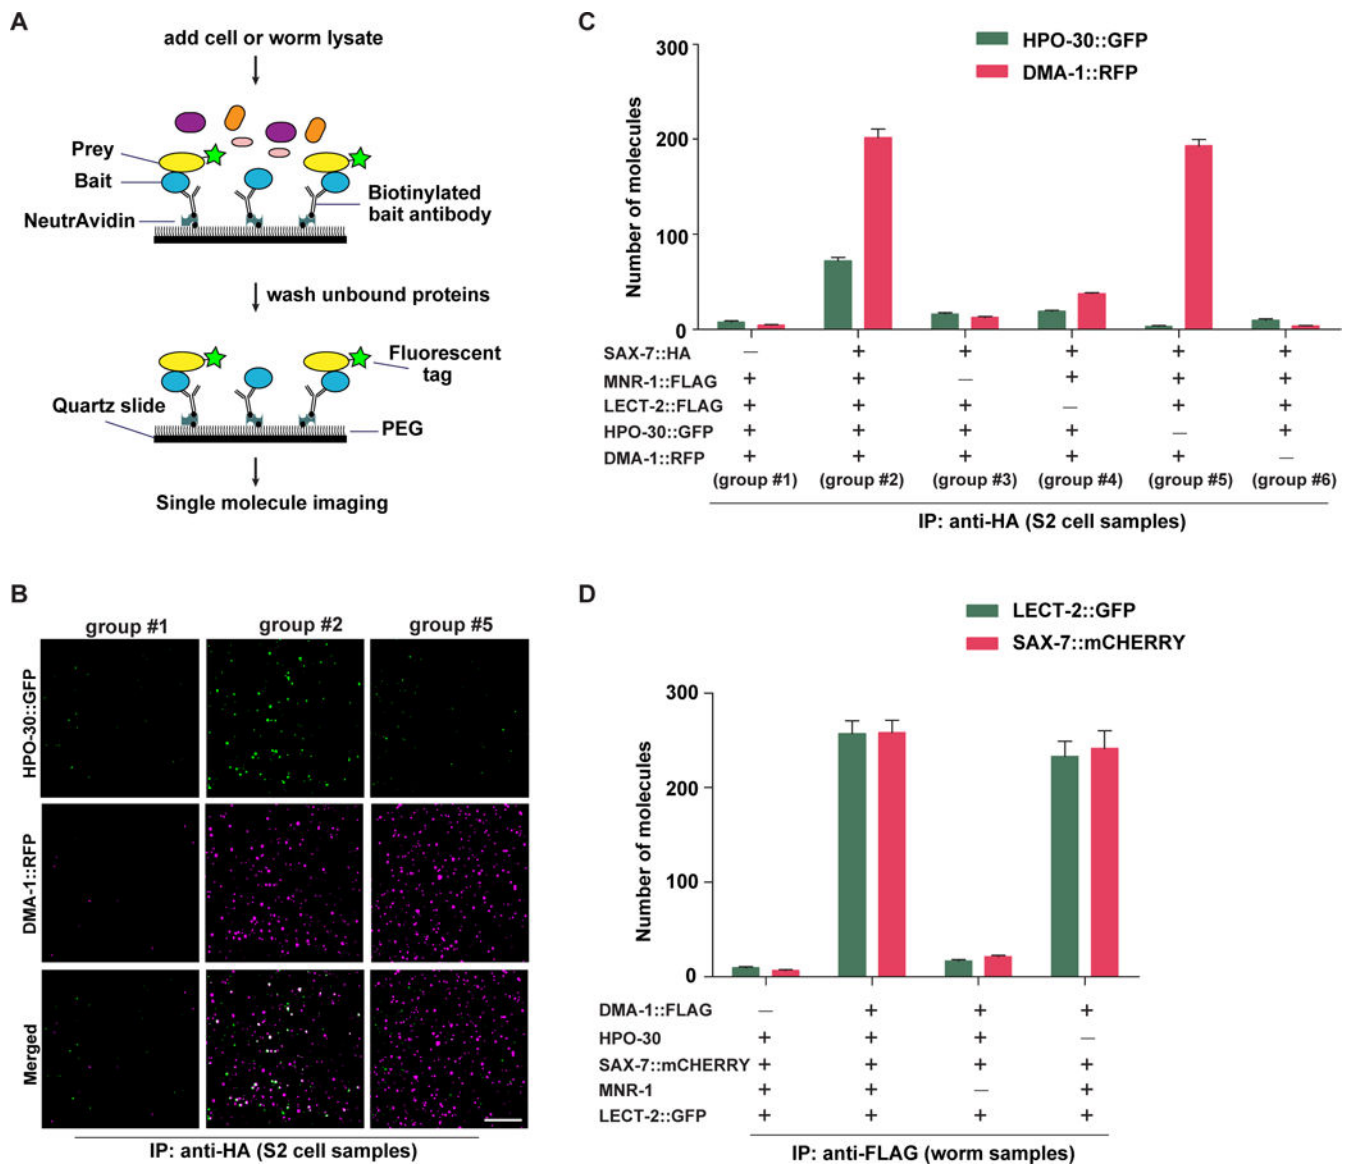 A
add cell or worm lysate
Prey
Bait
NeutrAvidin
Biotinylated
bait antibody
wash unbound proteins
Fluorescent
tag
Quartz slide
PEG
Single molecule imaging
B
group #1 group #2 group #5
HPO-30::GFP
DMA-1::RFP
Merged
IP: anti-HA (S2 cell samples)
C
HPO-30::GFP
DMA-1::RFP
Number of molecules
300
200
100
0
SAX-7::HA — + + + + +
MNR-1::FLAG + + — + + +
LECT-2::FLAG + + + — + +
HPO-30::GFP + + + + — +
DMA-1::RFP + + + + + —
(group #1) (group #2) (group #3) (group #4) (group #5) (group #6)
IP: anti-HA (S2 cell samples)
D
LECT-2::GFP
SAX-7::mCHERRY
Number of molecules
300
200
100
0
DMA-1::FLAG — + + +
HPO-30 + + + —
SAX-7::mCHERRY + + + +
MNR-1 + + — +
LECT-2::GFP + + + +
IP: anti-FLAG (worm samples)